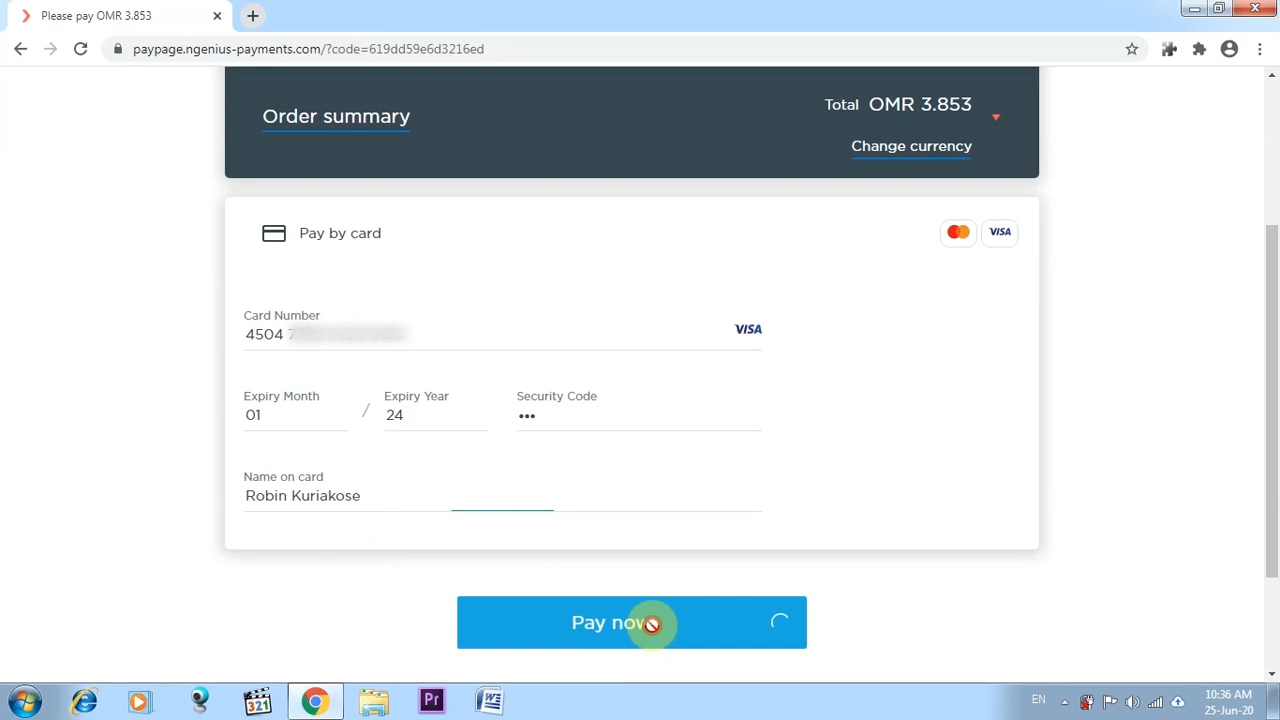 Please pay OMR 3.853
paypage.ngenius-payments.com/?code=619dd59e6d3216ed
Order summary
Total OMR 3.853
Change currency
Pay by card
VISA
Card Number
4504
VISA
Expiry Month
Expiry Year
Security Code
01 / 24 •••
Name on card
Robin Kuriakose
Pay now
321
Pr
W
EN
10:36 AM
25-Jun-20